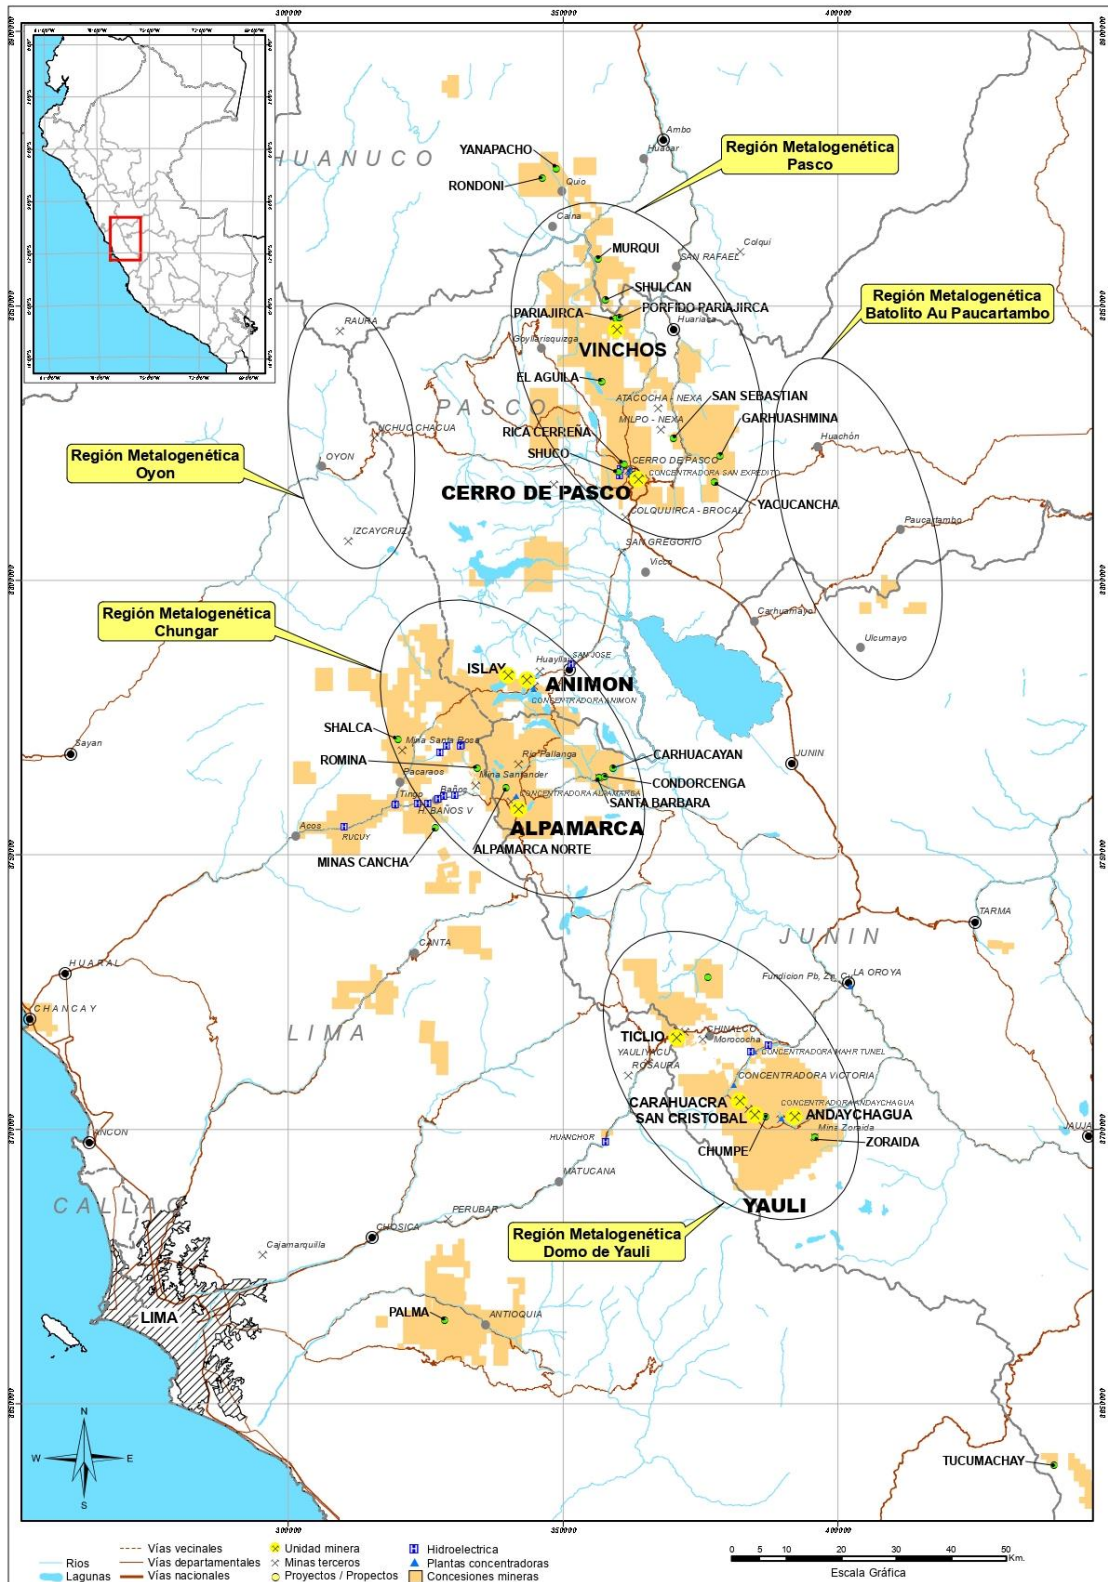 300000
350000
400000
HUANUCO
Ambo
Huacar
Región Metalogenética
Pasco
YANAPACHO
RONDONI
Quio
Caina
Colqui
MURQUI
SAN RAFAEL
SHULCAN
Región Metalogenética
Batolito Au Paucartambo
PARIAJIRCA
PORFIDO PARIAJIRCA
Huariaca
RAURA
Goyllarisquizga
VINCHOS
EL AGUILA
PASCO
ATACOCHA - NEXA
SAN SEBASTIAN
MILPO - NEXA
GARHUASHMINA
UCHUC CHACUA
RICA CERREÑA
Huachón
Región Metalogenética
Oyon
OYON
SHUCO
CERRO DE PASCO
CONCENTRADORA SAN EXPEDITO
CERRO DE PASCO
YACUCANCHA
COLQUIJIRCA - BROCAL
Paucartambo
IZCAYCRUZ
SAN GREGORIO
Vicco
Región Metalogenética
Chungar
Carhuamayo
Ulcumayo
ISLAY
Huayllay
SAN JOSE
ANIMON
CONCENTRADORA ANIMON
SHALCA
Mina Santa Rosa
Sayan
ROMINA
Rio Pallanga
CARHUACAYAN
JUNIN
Pacaraos
Mina Santander
CONDORCENGA
Tingo
Baños
CONCENTRADORA ALPAMARCA
SANTA BARBARA
H. BAÑOS V
ALPAMARCA
Acos
RUCUY
MINAS CANCHA
ALPAMARCA NORTE
TARMA
JUNIN
CANTA
HUARAL
Fundicion Pb, Zn, Cu
LA OROYA
CHANCAY
LIMA
TICLIO
CHINALCO
Morococha
YAULIYACU
CONCENTRADORA MAHR TUNEL
ROSAURA
CONCENTRADORA VICTORIA
CARAHUACRA
CONCENTRADORA ANDAYCHAGUA
SAN CRISTOBAL
ANDAYCHAGUA
Mina Zoraida
ANCON
HUANCHOR
CHUMPE
ZORAIDA
JAUJA
MATUCANA
CALLAO
YAULI
PERUBAR
CHOSICA
Región Metalogenética
Domo de Yauli
Cajamarquilla
LIMA
PALMA
ANTIOQUIA
N
W
E
S
TUCUMACHAY
300000
350000
400000
Rios
Lagunas
Vías vecinales
Vías departamentales
Vías nacionales
Unidad minera
Minas terceros
Proyectos / Propectos
Hidroelectrica
Plantas concentradoras
Concesiones mineras
0 5 10 20 30 40 50
Km.
Escala Gráfica